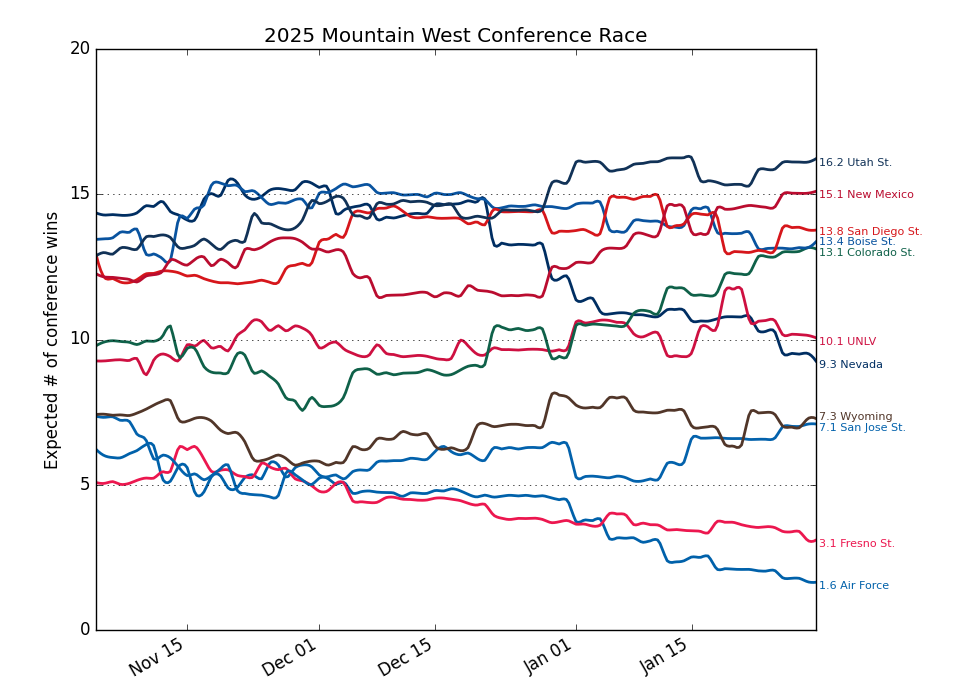 2025 Mountain West Conference Race
Expected # of conference wins
20
15
10
5
0
Nov 15
Dec 01
Dec 15
Jan 01
Jan 15
16.2 Utah St.
15.1 New Mexico
13.8 San Diego St.
13.4 Boise St.
13.1 Colorado St.
10.1 UNLV
9.3 Nevada
7.3 Wyoming
7.1 San Jose St.
3.1 Fresno St.
1.6 Air Force